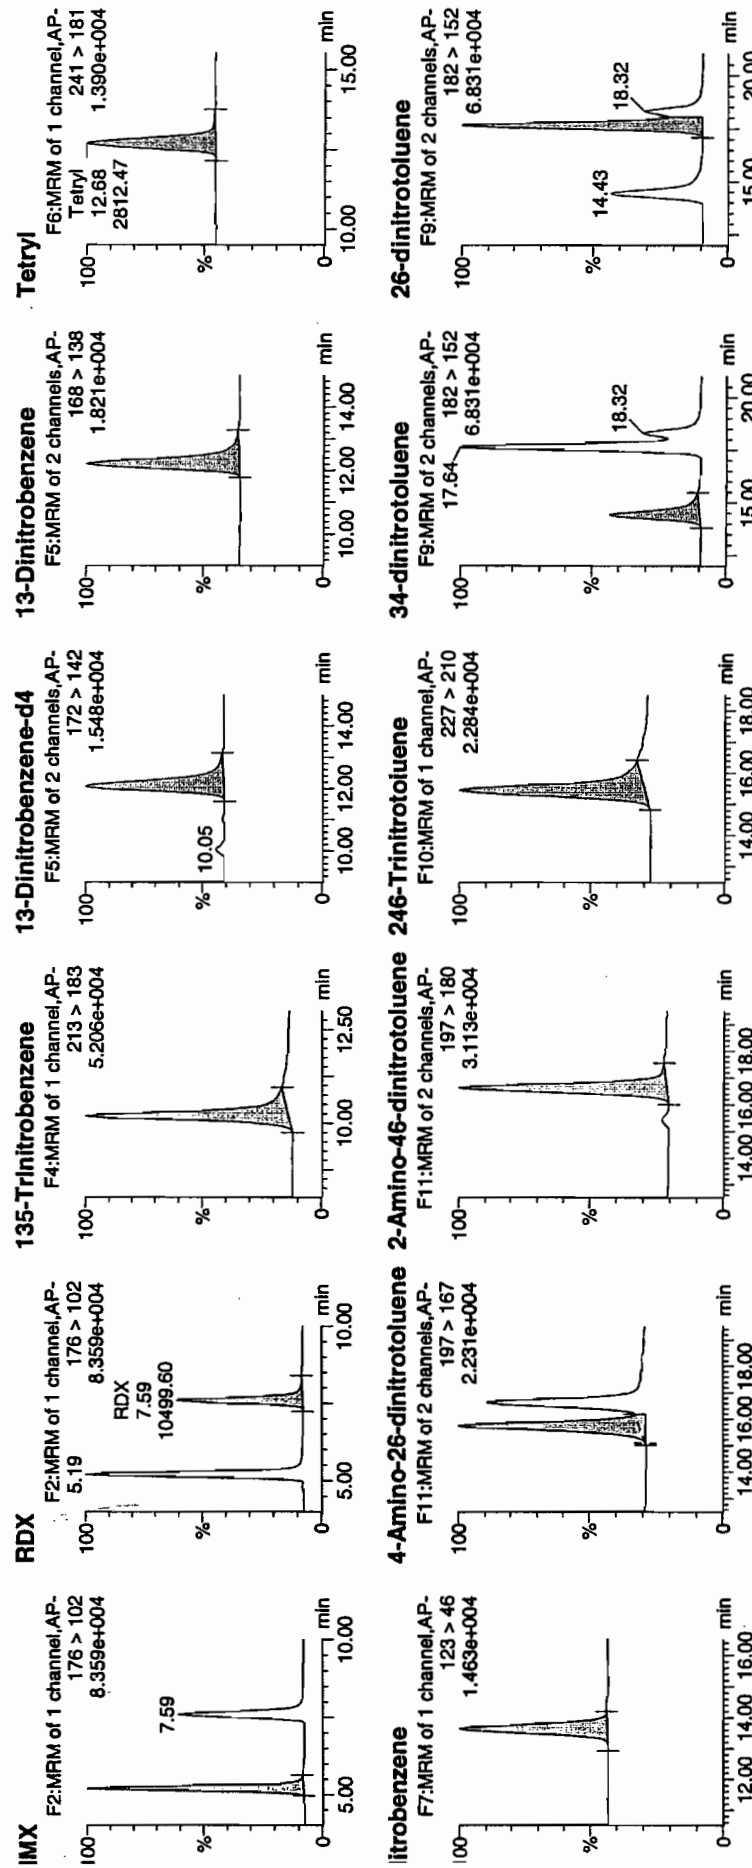 IMX
F2:MRM of 1 channel,AP-
176 > 102
8.359e+004
100
7.59
%
0
5.00
10.00
min
RDX
F2:MRM of 1 channel,AP-
176 > 102
8.359e+004
5.19
100
RDX
7.59
10499.60
%
0
5.00
10.00
min
135-TrInitrobenzene
F4:MRM of 1 channel,AP-
213 > 183
5.206e+004
100
%
0
10.00
12.50
min
13-Dinitrobenzene-d4
F5:MRM of 2 channels,AP-
172 > 142
1.548e+004
100
10.05
%
0
10.00
12.00
14.00
min
13-Dinitrobenzene
F5:MRM of 2 channels,AP-
168 > 138
1.821e+004
100
%
0
10.00
12.00
14.00
min
Tetryl
F6:MRM of 1 channel,AP-
241 > 181
1.390e+004
Tetryl
12.68
2812.47
100
%
0
10.00
15.00
min
litrobenzene
F7:MRM of 1 channel,AP-
123 > 46
1.463e+004
100
%
0
12.00
14.00
16.00
min
4-Amino-26-dinitrotoluene
F11:MRM of 2 channels,AP-
197 > 167
2.231e+004
100
%
0
14.00
16.00
18.00
min
2-Amino-46-dinitrotoluene
F11:MRM of 2 channels,AP-
197 > 180
3.113e+004
100
%
0
14.00
16.00
18.00
min
246-Trinitrotoluene
F10:MRM of 1 channel,AP-
227 > 210
2.284e+004
100
%
0
14.00
16.00
18.00
min
34-dinitrotoluene
F9:MRM of 2 channels,AP-
182 > 152
6.831e+004
17.64
100
18.32
%
0
15.00
20.00
min
26-dinitrotoluene
F9:MRM of 2 channels,AP-
182 > 152
6.831e+004
100
18.32
14.43
%
0
15.00
20.00
min